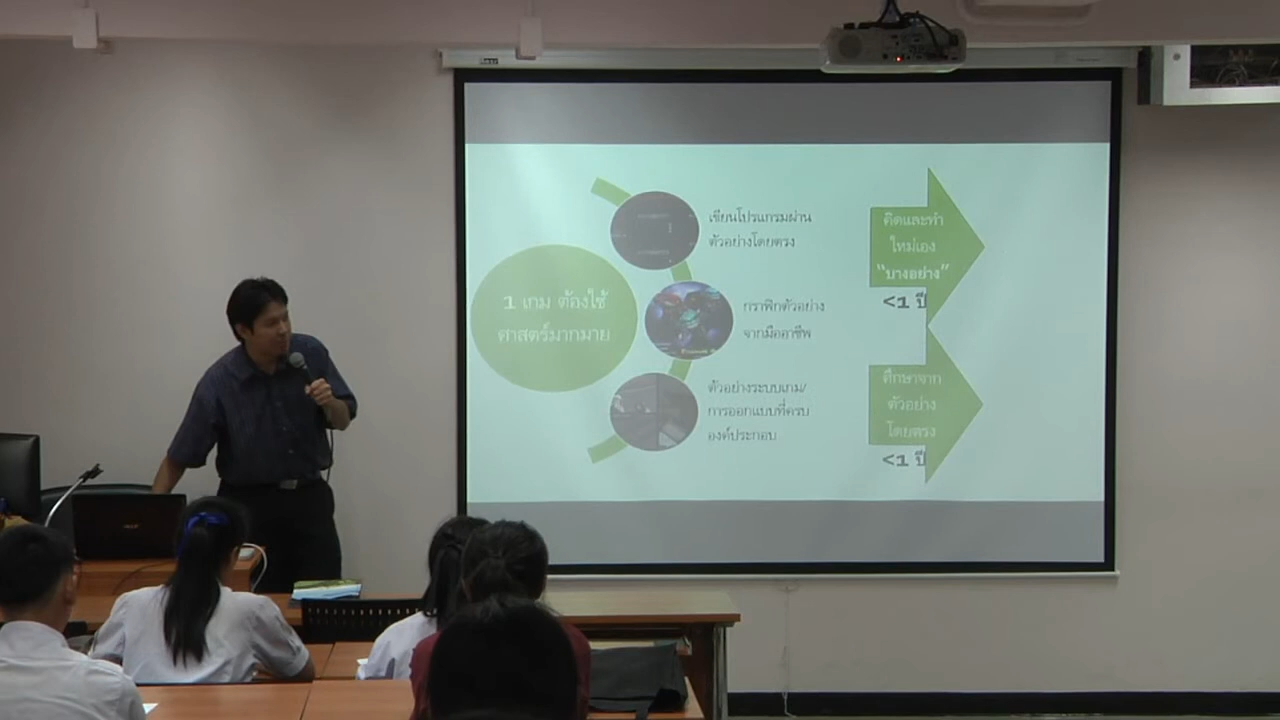 1 เกม ต้องใช้
ศาสตร์มากมาย
เขียนโปรแกรมผ่าน
ตัวอย่างโดยตรง
กราฟิกตัวอย่าง
จากมืออาชีพ
ตัวอย่างระบบเกม/
การออกแบบที่ครบ
องค์ประกอบ
คิดและทำ
ใหม่เอง
“บางอย่าง”
<1 ปี
ศึกษาจาก
ตัวอย่าง
โดยตรง
<1 ปี
acer